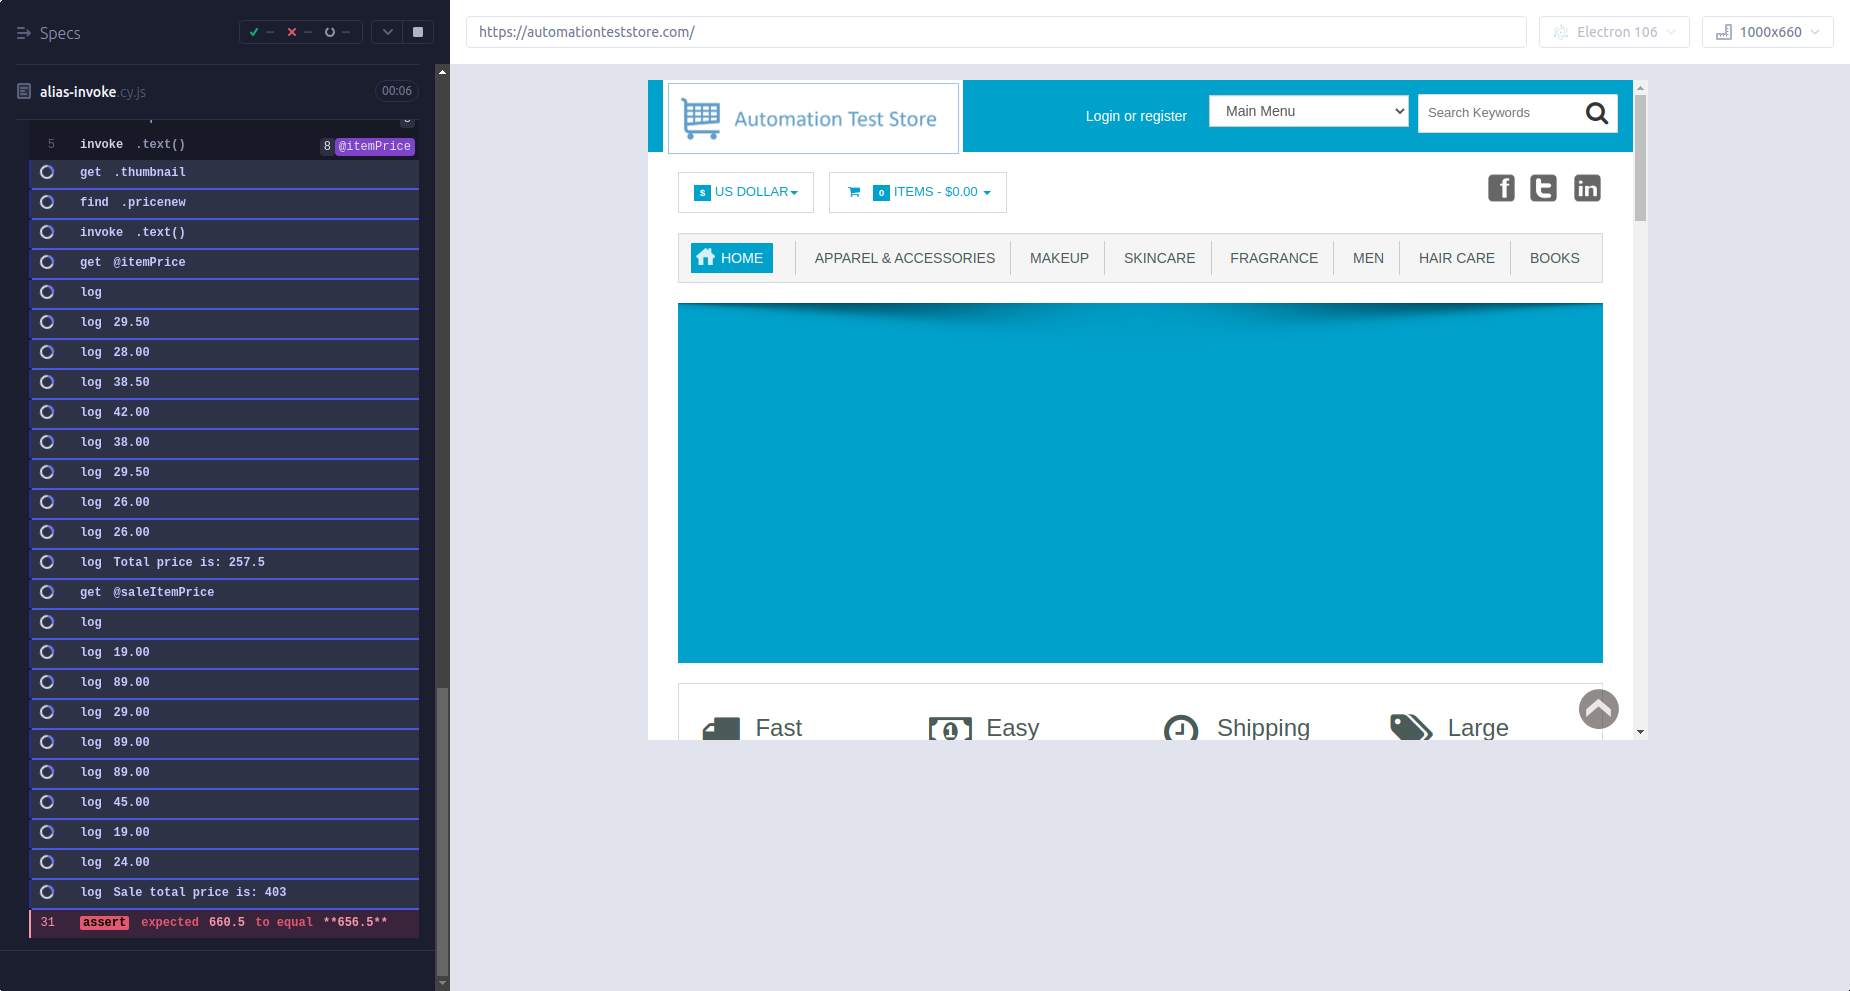 Specs
-- -- --
alias-invoke.cy.js 00:06
5 invoke .text() 8 @itemPrice
get .thumbnail
find .pricenew
invoke .text()
get @itemPrice
log
log 29.50
log 28.00
log 38.50
log 42.00
log 38.00
log 29.50
log 26.00
log 26.00
log Total price is: 257.5
get @saleItemPrice
log
log 19.00
log 89.00
log 29.00
log 89.00
log 89.00
log 45.00
log 19.00
log 24.00
log Sale total price is: 403
31 assert expected 660.5 to equal **656.5**
https://automationteststore.com/
Electron 106
1000x660
Automation Test Store
Login or register
Main Menu
Search Keywords
$ US DOLLAR
0 ITEMS - $0.00
f t in
HOME
APPAREL & ACCESSORIES
MAKEUP
SKINCARE
FRAGRANCE
MEN
HAIR CARE
BOOKS
Fast
1 Easy
Shipping
Large